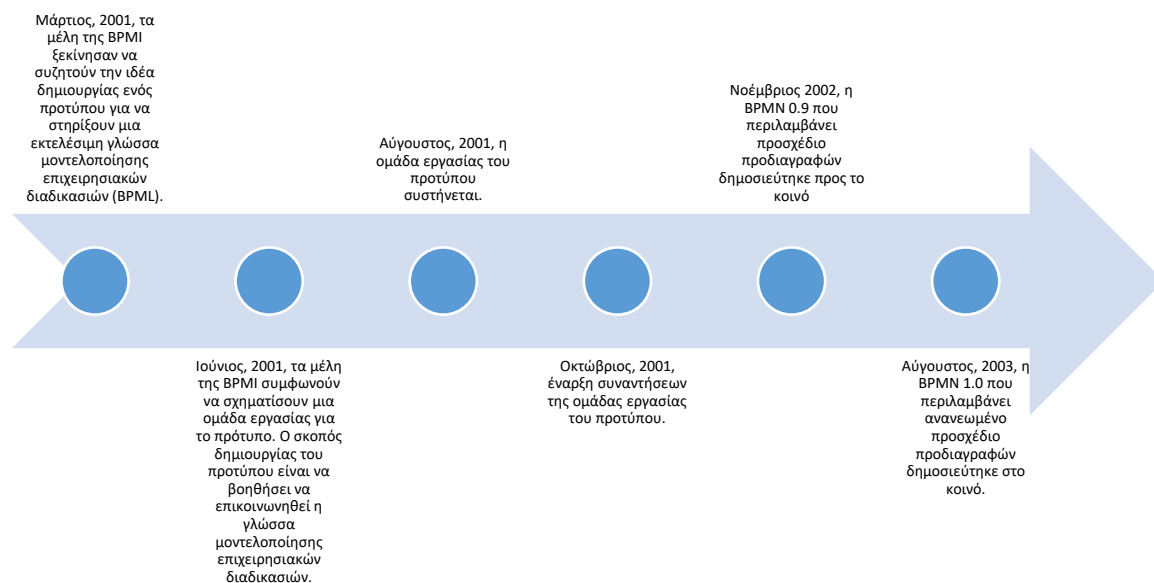 Μάρτιος, 2001, τα
μέλη της BPMI
ξεκίνησαν να
συζητούν την ιδέα
δημιουργίας ενός
προτύπου για να
στηρίξουν μια
εκτελέσιμη γλώσσα
μοντελοποίησης
επιχειρησιακών
διαδικασιών (BPML).
Ιούνιος, 2001, τα μέλη
της BPMI συμφωνούν
να σχηματίσουν μια
ομάδα εργασίας για
το πρότυπο. Ο σκοπός
δημιουργίας του
προτύπου είναι να
βοηθήσει να
επικοινωνηθεί η
γλώσσα
μοντελοποίησης
επιχειρησιακών
διαδικασιών.
Αύγουστος, 2001, η
ομάδα εργασίας του
προτύπου
συστήνεται.
Οκτώβριος, 2001,
έναρξη συναντήσεων
της ομάδας εργασίας
του προτύπου.
Νοέμβριος 2002, η
BPMN 0.9 που
περιλαμβάνει
προσχέδιο
προδιαγραφών
δημοσιεύτηκε προς το
κοινό
Αύγουστος, 2003, η
BPMN 1.0 που
περιλαμβάνει
ανανεωμένο
προσχέδιο
προδιαγραφών
δημοσιεύτηκε στο
κοινό.